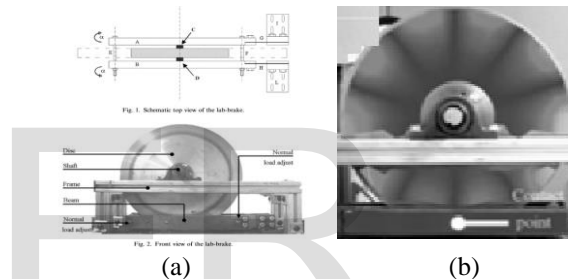 C
I
A
G
α
E
F
α
B
H
D
L
Fig. 1. Schematic top view of the lab-brake.
Disc
Shaft
Frame
Beam
Normal
load adjust
Normal
load adjust
Fig. 2. Front view of the lab-brake.
Contact
point
(a)
(b)